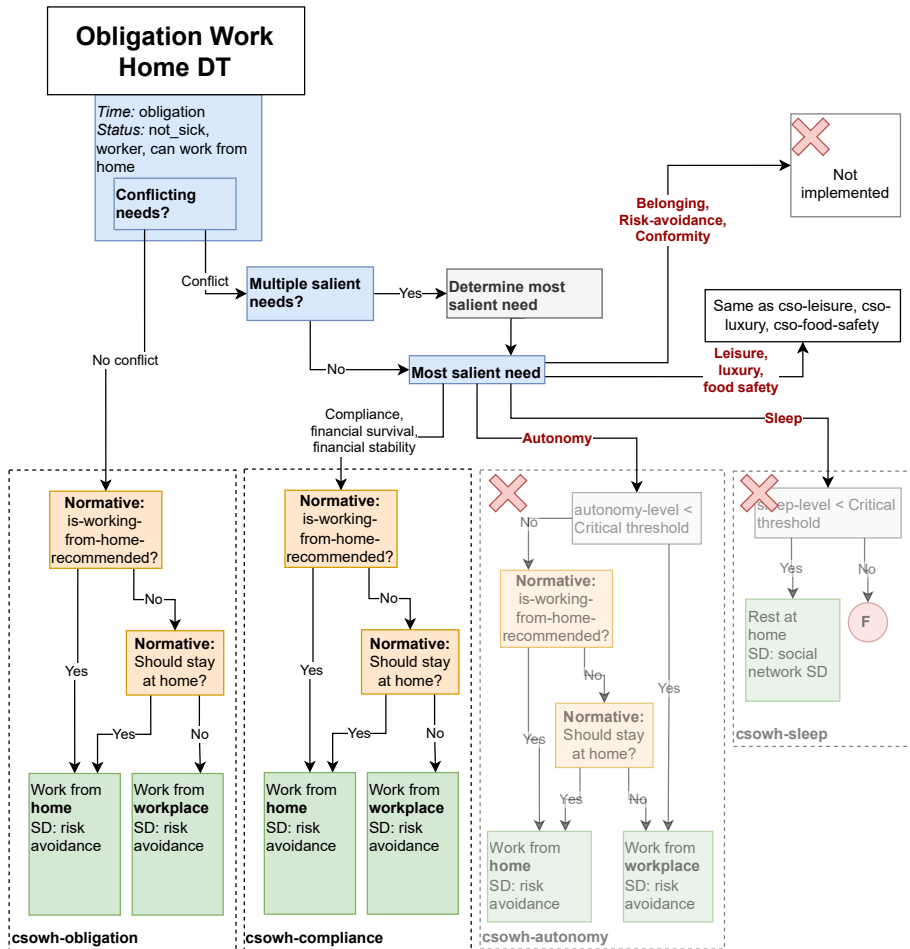 Obligation Work
Home DT
Time: obligation
Status: not_sick,
worker, can work from
home
Conflicting
needs?
Conflict
No conflict
Multiple salient
needs?
Yes
No
Determine most
salient need
Most salient need
Belonging,
Risk-avoidance,
Conformity
Not
implemented
Same as cso-leisure, cso-
luxury, cso-food-safety
Leisure,
luxury,
food safety
Sleep
Autonomy
Compliance,
financial survival,
financial stability
Normative:
is-working-
from-home-
recommended?
No
Yes
Normative:
Should stay
at home?
Yes
No
Work from
home
SD: risk
avoidance
Work from
workplace
SD: risk
avoidance
csowh-obligation
Normative:
is-working-
from-home-
recommended?
No
Yes
Normative:
Should stay
at home?
Yes
No
Work from
home
SD: risk
avoidance
Work from
workplace
SD: risk
avoidance
csowh-compliance
autonomy-level <
Critical threshold
No
Yes
Normative:
is-working-
from-home-
recommended?
No
Yes
Normative:
Should stay
at home?
Yes
No
Work from
home
SD: risk
avoidance
Work from
workplace
SD: risk
avoidance
csowh-autonomy
sleep-level < Critical
threshold
Yes
No
Rest at
home
SD: social
network SD
F
csowh-sleep